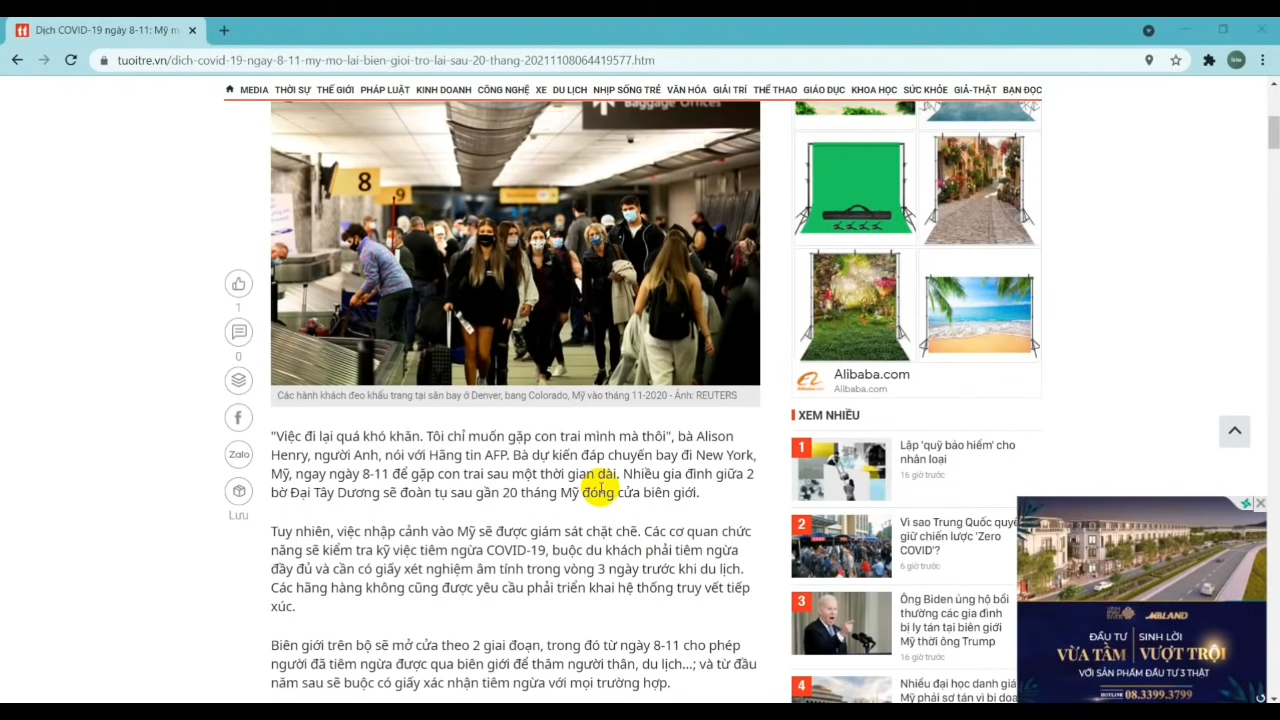 Dịch COVID-19 ngày 8-11: Mỹ m
tuoitre.vn/dich-covid-19-ngay-8-11-my-mo-lai-bien-gioi-tro-lai-sau-20-thang-20211108064419577.htm
MEDIA THỜI SỰ THẾ GIỚI PHÁP LUẬT KINH DOANH CÔNG NGHỆ XE DU LỊCH NHỊP SỐNG TRẺ VĂN HÓA GIẢI TRÍ THỂ THAO GIÁO DỤC KHOA HỌC SỨC KHỎE GIẢ-THẬT BẠN ĐỌC
Baggage Offices
8
9
1
0
Zalo
Lưu
Các hành khách đeo khẩu trang tại sân bay ở Denver, bang Colorado, Mỹ vào tháng 11-2020 - Ảnh: REUTERS
"Việc đi lại quá khó khăn. Tôi chỉ muốn gặp con trai mình mà thôi", bà Alison
Henry, người Anh, nói với Hãng tin AFP. Bà dự kiến đáp chuyến bay đi New York,
Mỹ, ngay ngày 8-11 để gặp con trai sau một thời gian dài. Nhiều gia đình giữa 2
bờ Đại Tây Dương sẽ đoàn tụ sau gần 20 tháng Mỹ đóng cửa biên giới.
Tuy nhiên, việc nhập cảnh vào Mỹ sẽ được giám sát chặt chẽ. Các cơ quan chức
năng sẽ kiểm tra kỹ việc tiêm ngừa COVID-19, buộc du khách phải tiêm ngừa
đầy đủ và cần có giấy xét nghiệm âm tính trong vòng 3 ngày trước khi du lịch.
Các hãng hàng không cũng được yêu cầu phải triển khai hệ thống truy vết tiếp
xúc.
Biên giới trên bộ sẽ mở cửa theo 2 giai đoạn, trong đó từ ngày 8-11 cho phép
người đã tiêm ngừa được qua biên giới để thăm người thân, du lịch...; và từ đầu
năm sau sẽ buộc có giấy xác nhận tiêm ngừa với mọi trường hợp.
Alibaba.com
Alibaba.com
XEM NHIỀU
1
Lập 'quỹ bảo hiểm' cho
nhân loại
16 giờ trước
2
Vì sao Trung Quốc quyế
giữ chiến lược 'Zero
COVID'?
6 giờ trước
3
Ông Biden ủng hộ bồi
thường các gia đình
bị ly tán tại biên giới
Mỹ thời ông Trump
16 giờ trước
4
Nhiều đại học danh giá
Mỹ phải sơ tán vì bị doạ
MBLAND
ĐẦU TƯ
VỪA TẦM
SINH LỜI
VƯỢT TRỘI
VỚI SẢN PHẨM ĐẦU TƯ 3 THẬT
HOTLINE 08.3399.3799